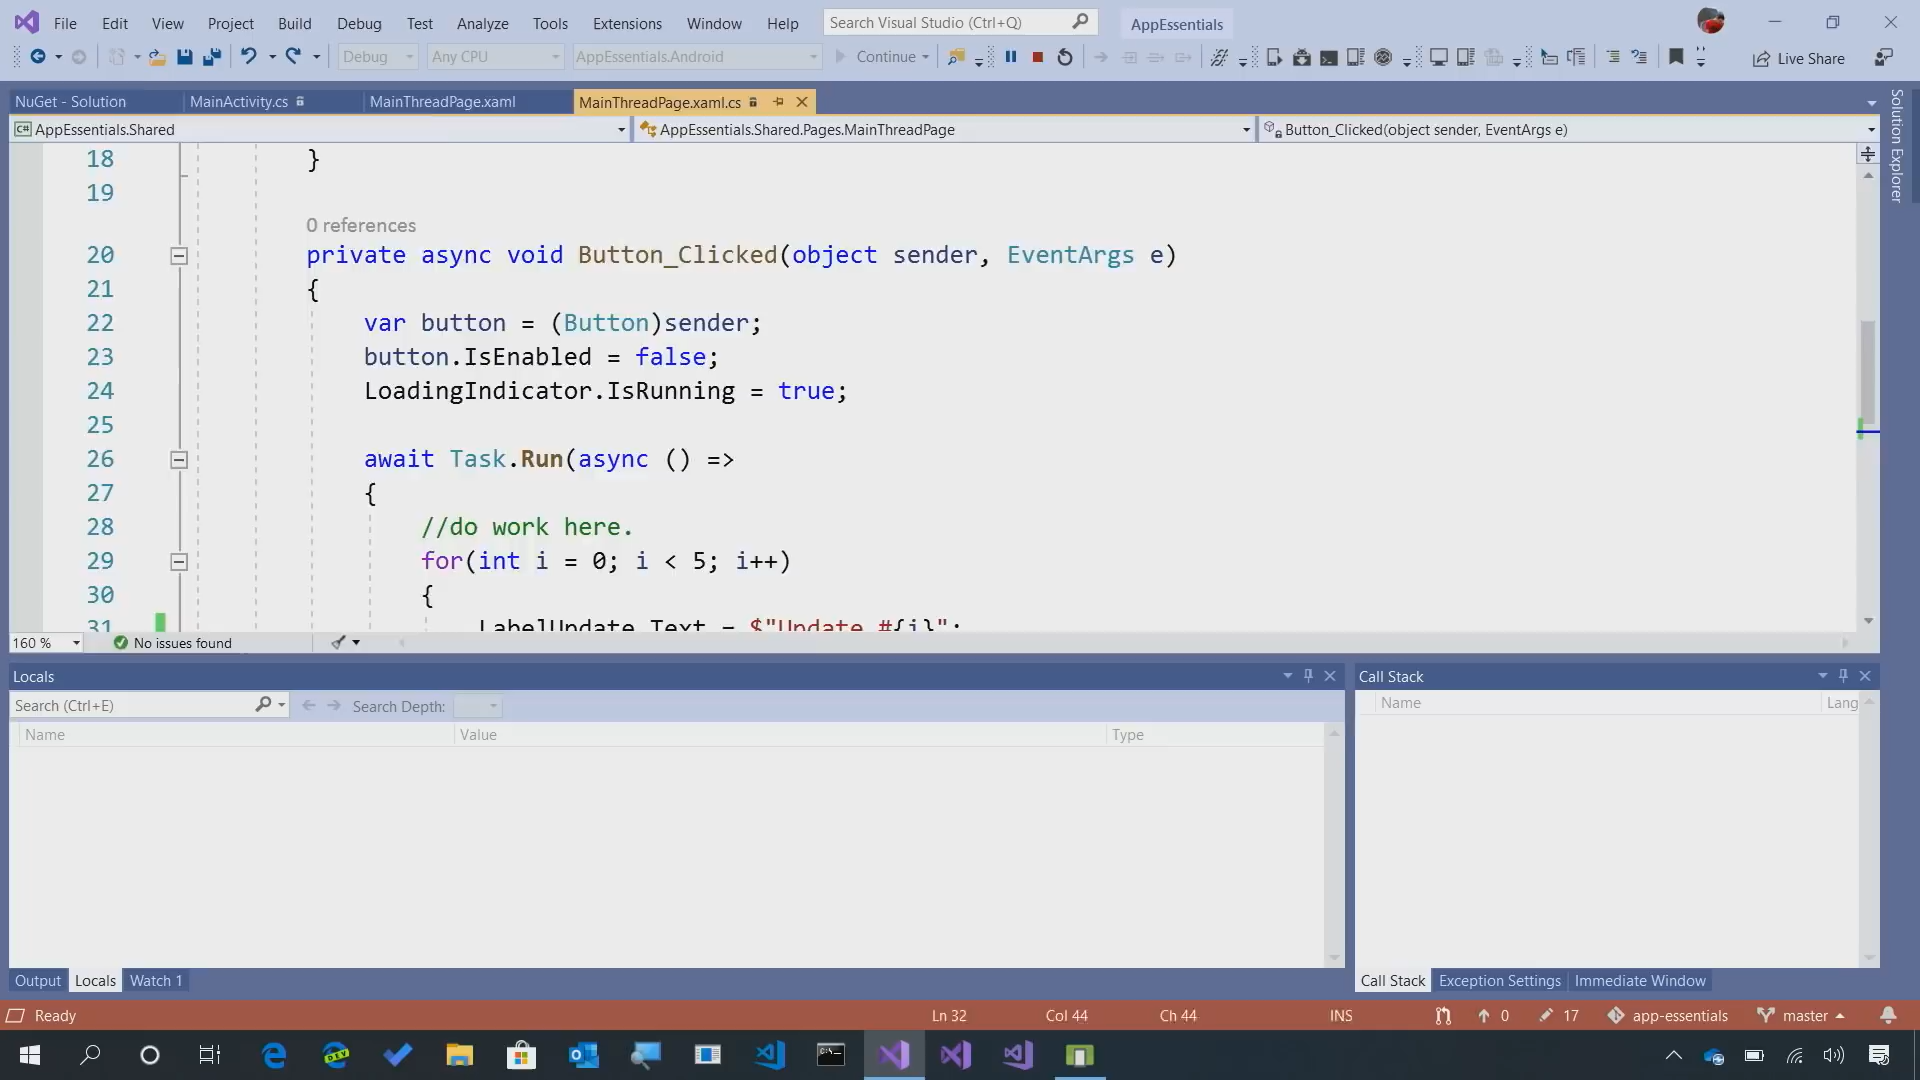 File Edit View Project Build Debug Test Analyze Tools Extensions Window Help Search Visual Studio (Ctrl+Q) AppEssentials
Debug Any CPU AppEssentials.Android Continue Live Share
NuGet - Solution MainActivity.cs MainThreadPage.xaml MainThreadPage.xaml.cs
Solution Explorer
C# AppEssentials.Shared AppEssentials.Shared.Pages.MainThreadPage Button_Clicked(object sender, EventArgs e)
18 }
19
0 references
20 private async void Button_Clicked(object sender, EventArgs e)
21 {
22 var button = (Button)sender;
23 button.IsEnabled = false;
24 LoadingIndicator.IsRunning = true;
25
26 await Task.Run(async () =>
27 {
28 //do work here.
29 for(int i = 0; i < 5; i++)
30 {
31 LabelUpdate.Text = $"Update #{i}";
160 % No issues found
Locals
Search (Ctrl+E) Search Depth:
Name Value Type
Call Stack
Name Lang
Output Locals Watch 1
Call Stack Exception Settings Immediate Window
Ready Ln 32 Col 44 Ch 44 INS 0 17 app-essentials master
DEV